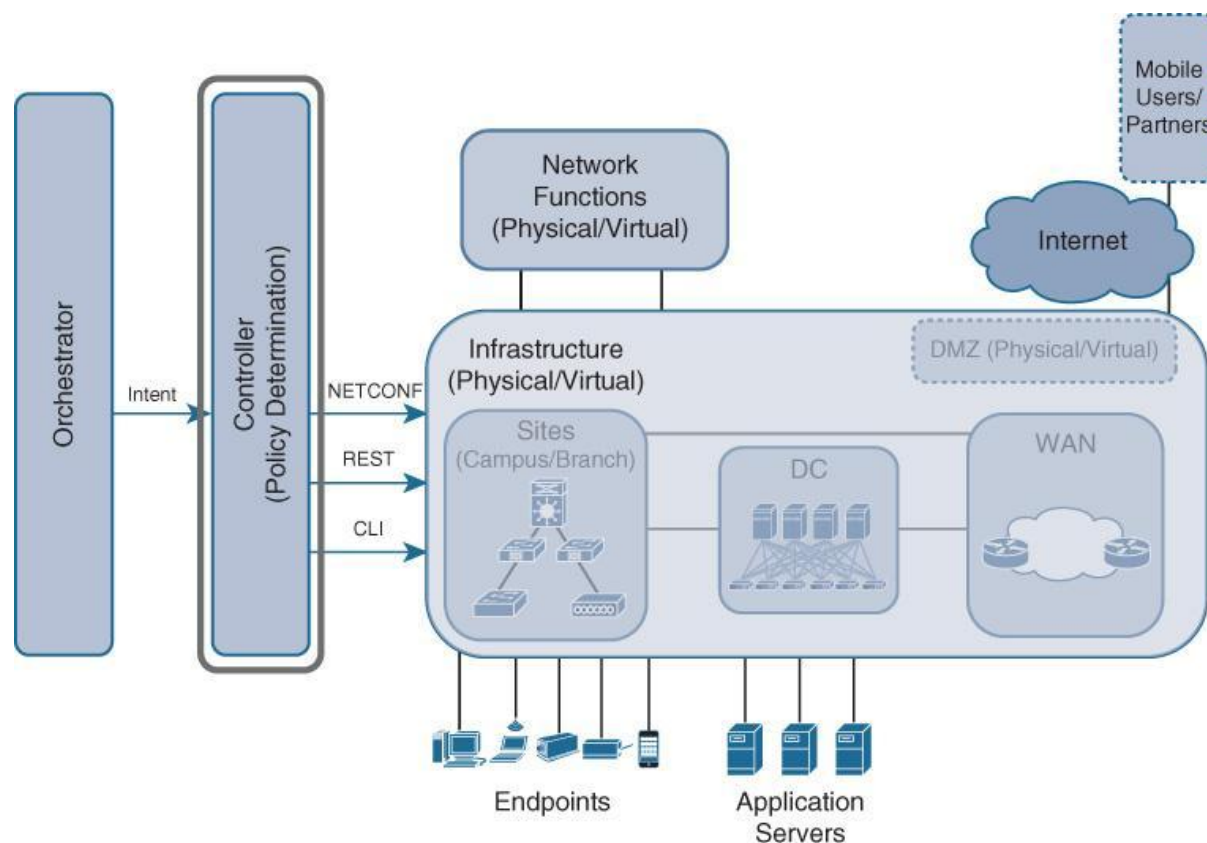 Orchestrator
Intent
Controller
(Policy Determination)
NETCONF
REST
CLI
Network
Functions
(Physical/Virtual)
Mobile
Users/
Partners
Internet
Infrastructure
(Physical/Virtual)
DMZ (Physical/Virtual)
Sites
(Campus/Branch)
DC
WAN
Endpoints
Application
Servers